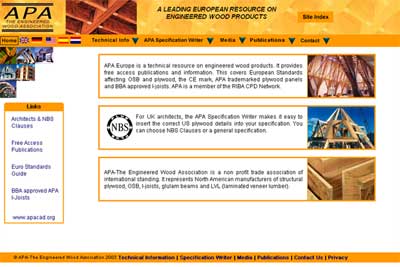 APA
THE ENGINEERED
WOOD ASSOCIATION
A LEADING EUROPEAN RESOURCE ON
ENGINEERED WOOD PRODUCTS
Site Index
Home
Technical Info
APA Specification Writer
Media
Publications
Contact
APA Europe is a technical resource on engineered wood products. It provides
free access publications and information. This covers European Standards
affecting OSB and plywood, the CE mark, APA trademarked plywood panels
and BBA approved I-joists. APA is a member of the RIBA CPD Network.
Links
Architects & NBS
Clauses
Free Access
Publications
Euro Standards
Guide
BBA approved APA
I-Joists
www.apacad.org
NBS
For UK architects, the APA Specification Writer makes it easy to
insert the correct US plywood details into your specification. You
can choose NBS Clauses or a general specification.
APA-The Engineered Wood Association is a non profit trade association of
international standing. It represents North American manufacturers of structural
plywood, OSB, I-joists, glulam beams and LVL (laminated veneer lumber).
© APA-The Engineered Wood Association 2003 Technical Information | Specification Writer | Media | Publications | Contact Us | Privacy